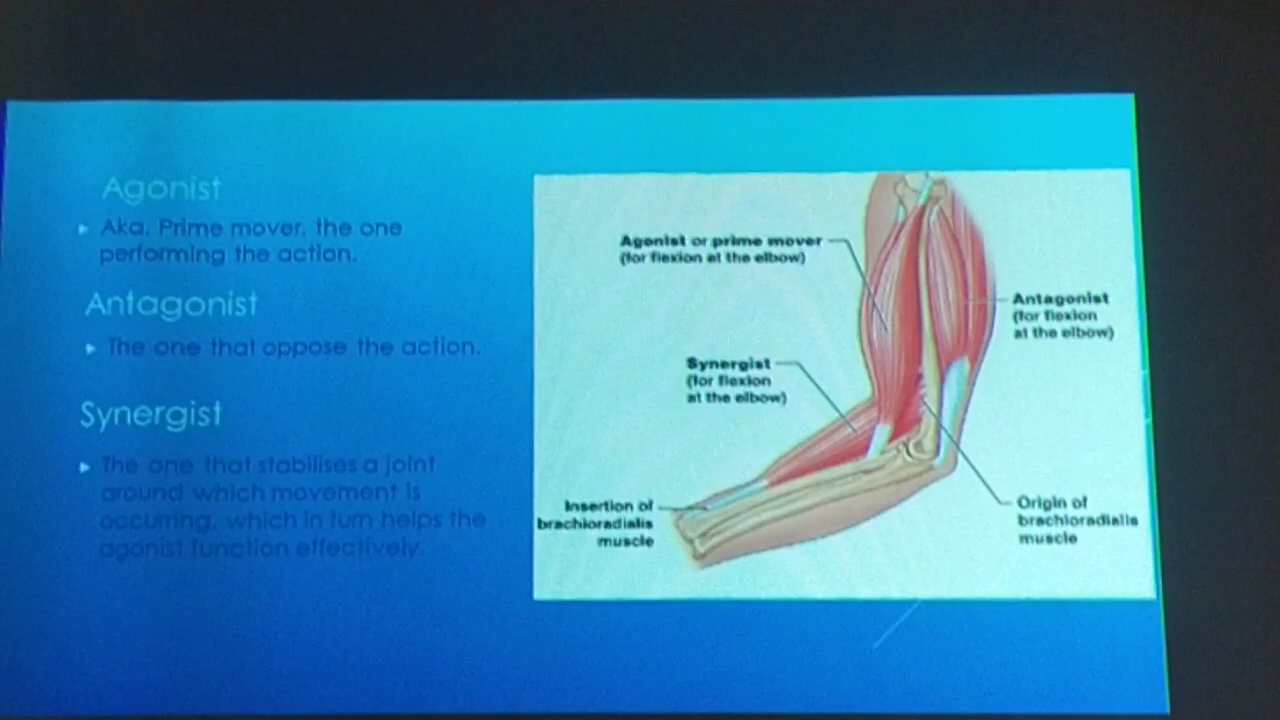 Agonist
Aka. Prime mover, the one
performing the action.
Antagonist
The one that oppose the action.
Synergist
The one that stabilises a joint
around which movement is
occurring, which in turn helps the
agonist function effectively.
Agonist or prime mover
(for flexion at the elbow)
Antagonist
(for flexion
at the elbow)
Synergist
(for flexion
at the elbow)
Insertion of
brachioradialis
muscle
Origin of
brachioradialis
muscle